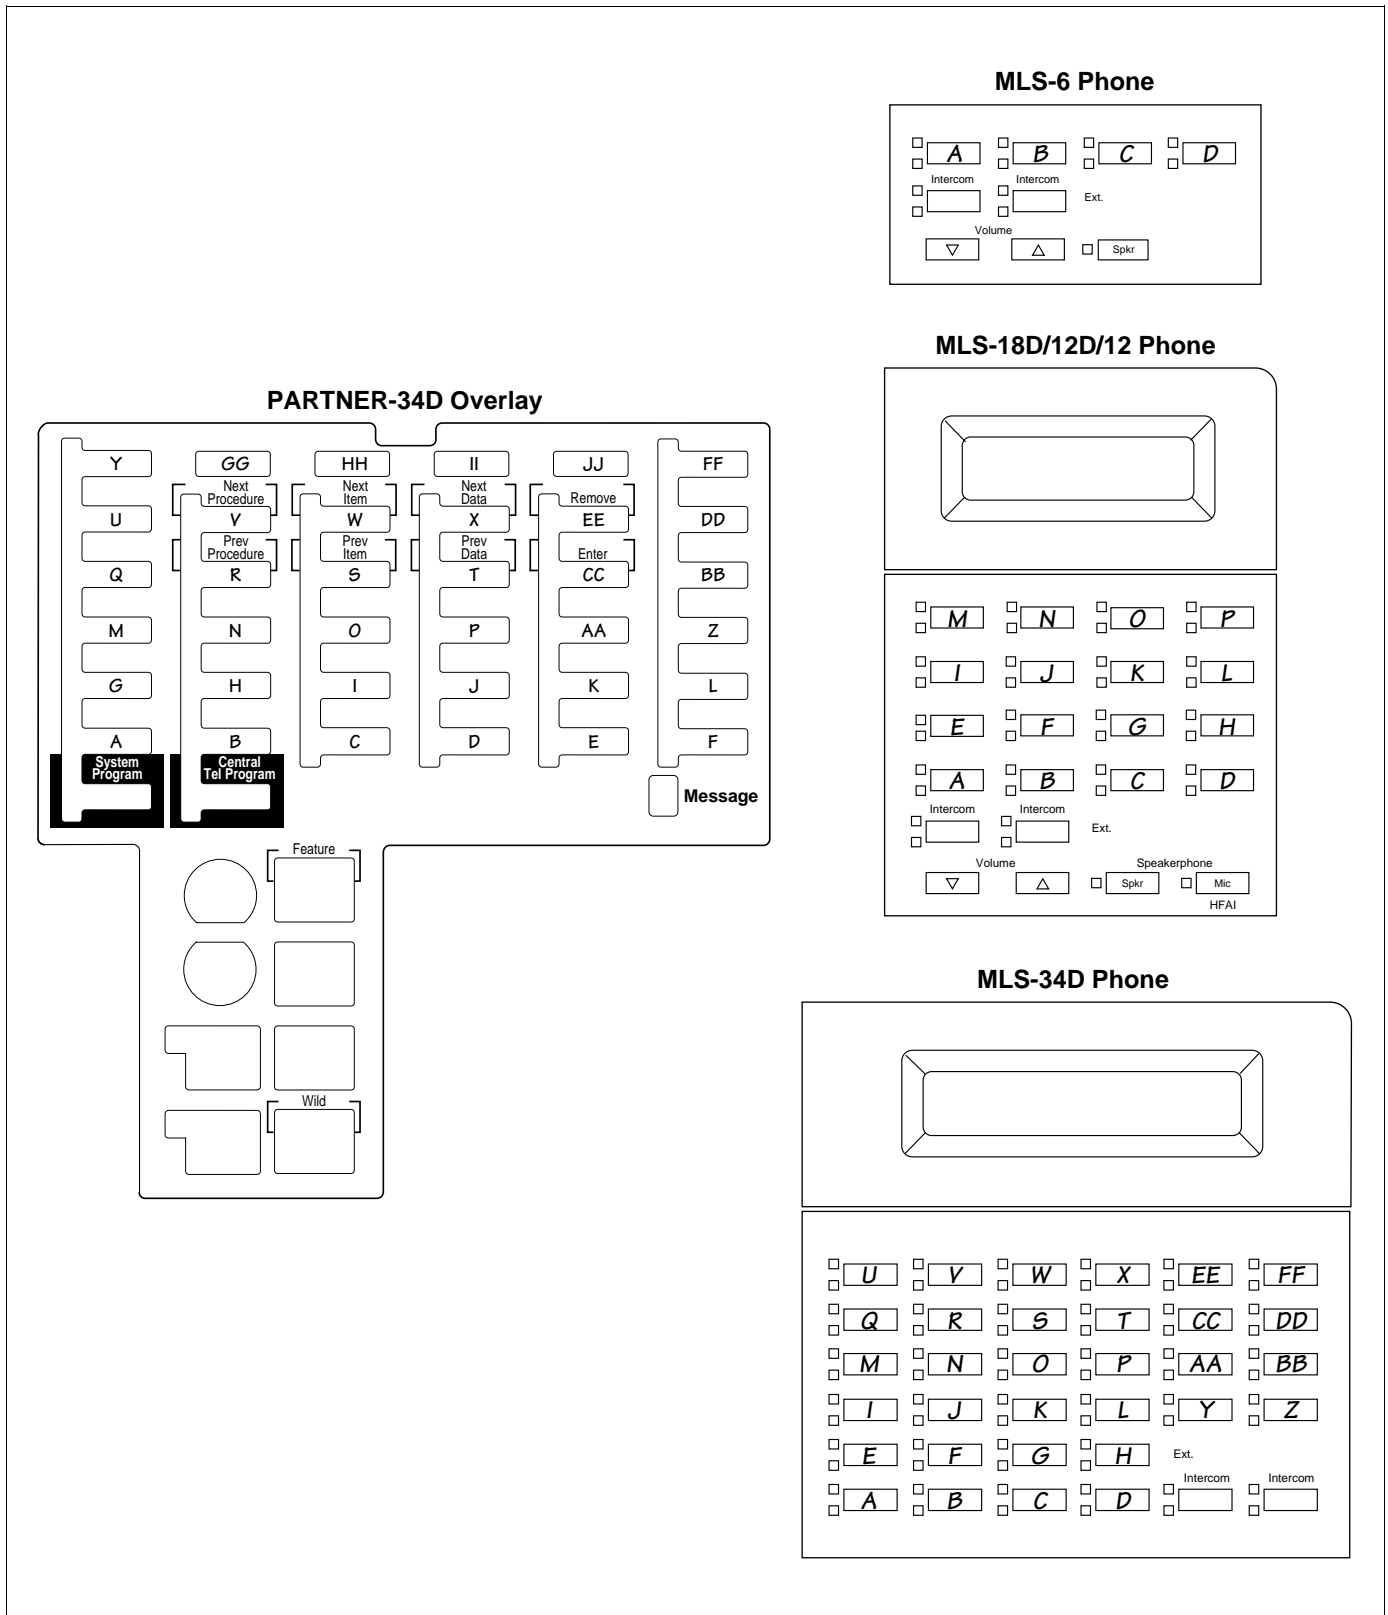 MLS-6 Phone
A B C D
Intercom Intercom
Ext.
Volume
Spkr
MLS-18D/12D/12 Phone
M N O P
I J K L
E F G H
A B C D
Intercom Intercom
Ext.
Volume Speakerphone
Spkr Mic
HFAI
PARTNER-34D Overlay
Y GG HH II JJ FF
Next Procedure Next Item Next Data Remove
U V W X EE DD
Prev Procedure Prev Item Prev Data Enter
Q R S T CC BB
M N O P AA Z
G H I J K L
A B C D E F
System Program Central Tel Program
Message
Feature
Wild
MLS-34D Phone
U V W X EE FF
Q R S T CC DD
M N O P AA BB
I J K L Y Z
E F G H Ext.
Intercom Intercom
A B C D